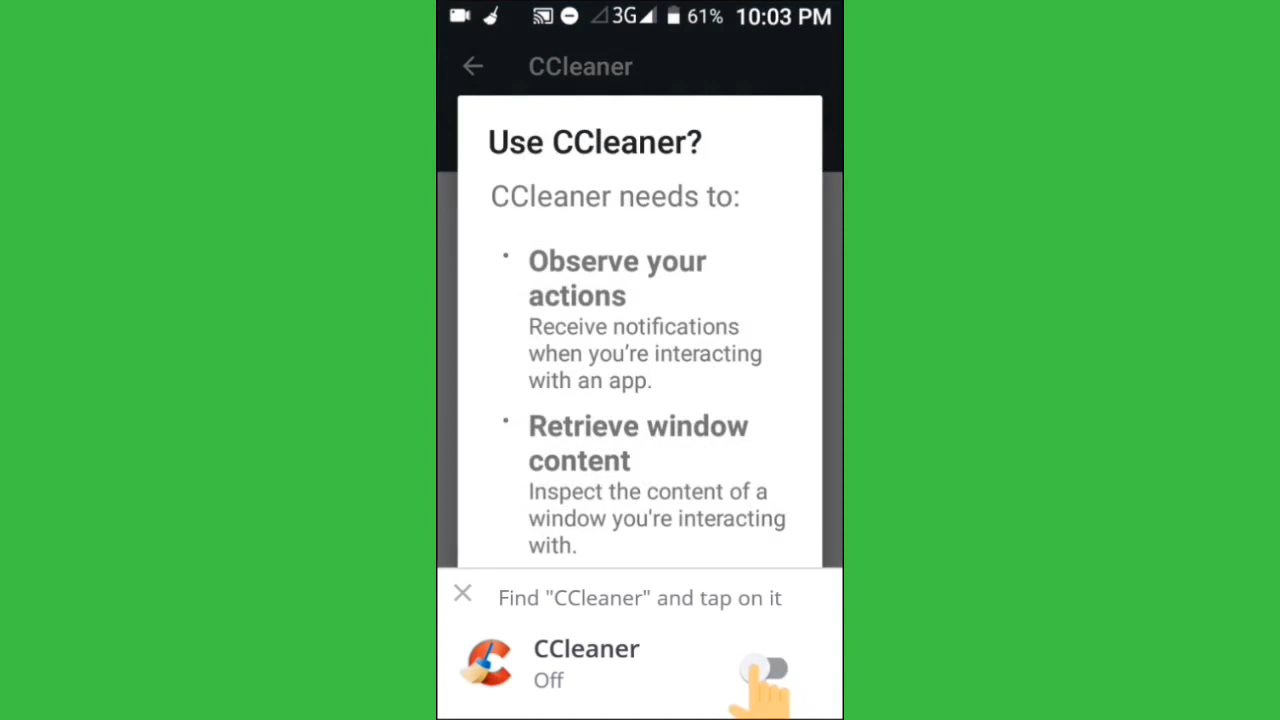 3G 61% 10:03 PM
CCleaner
Use CCleaner?
CCleaner needs to:
Observe your
actions
Receive notifications
when you're interacting
with an app.
Retrieve window
content
Inspect the content of a
window you're interacting
with.
Find "CCleaner" and tap on it
CCleaner
Off